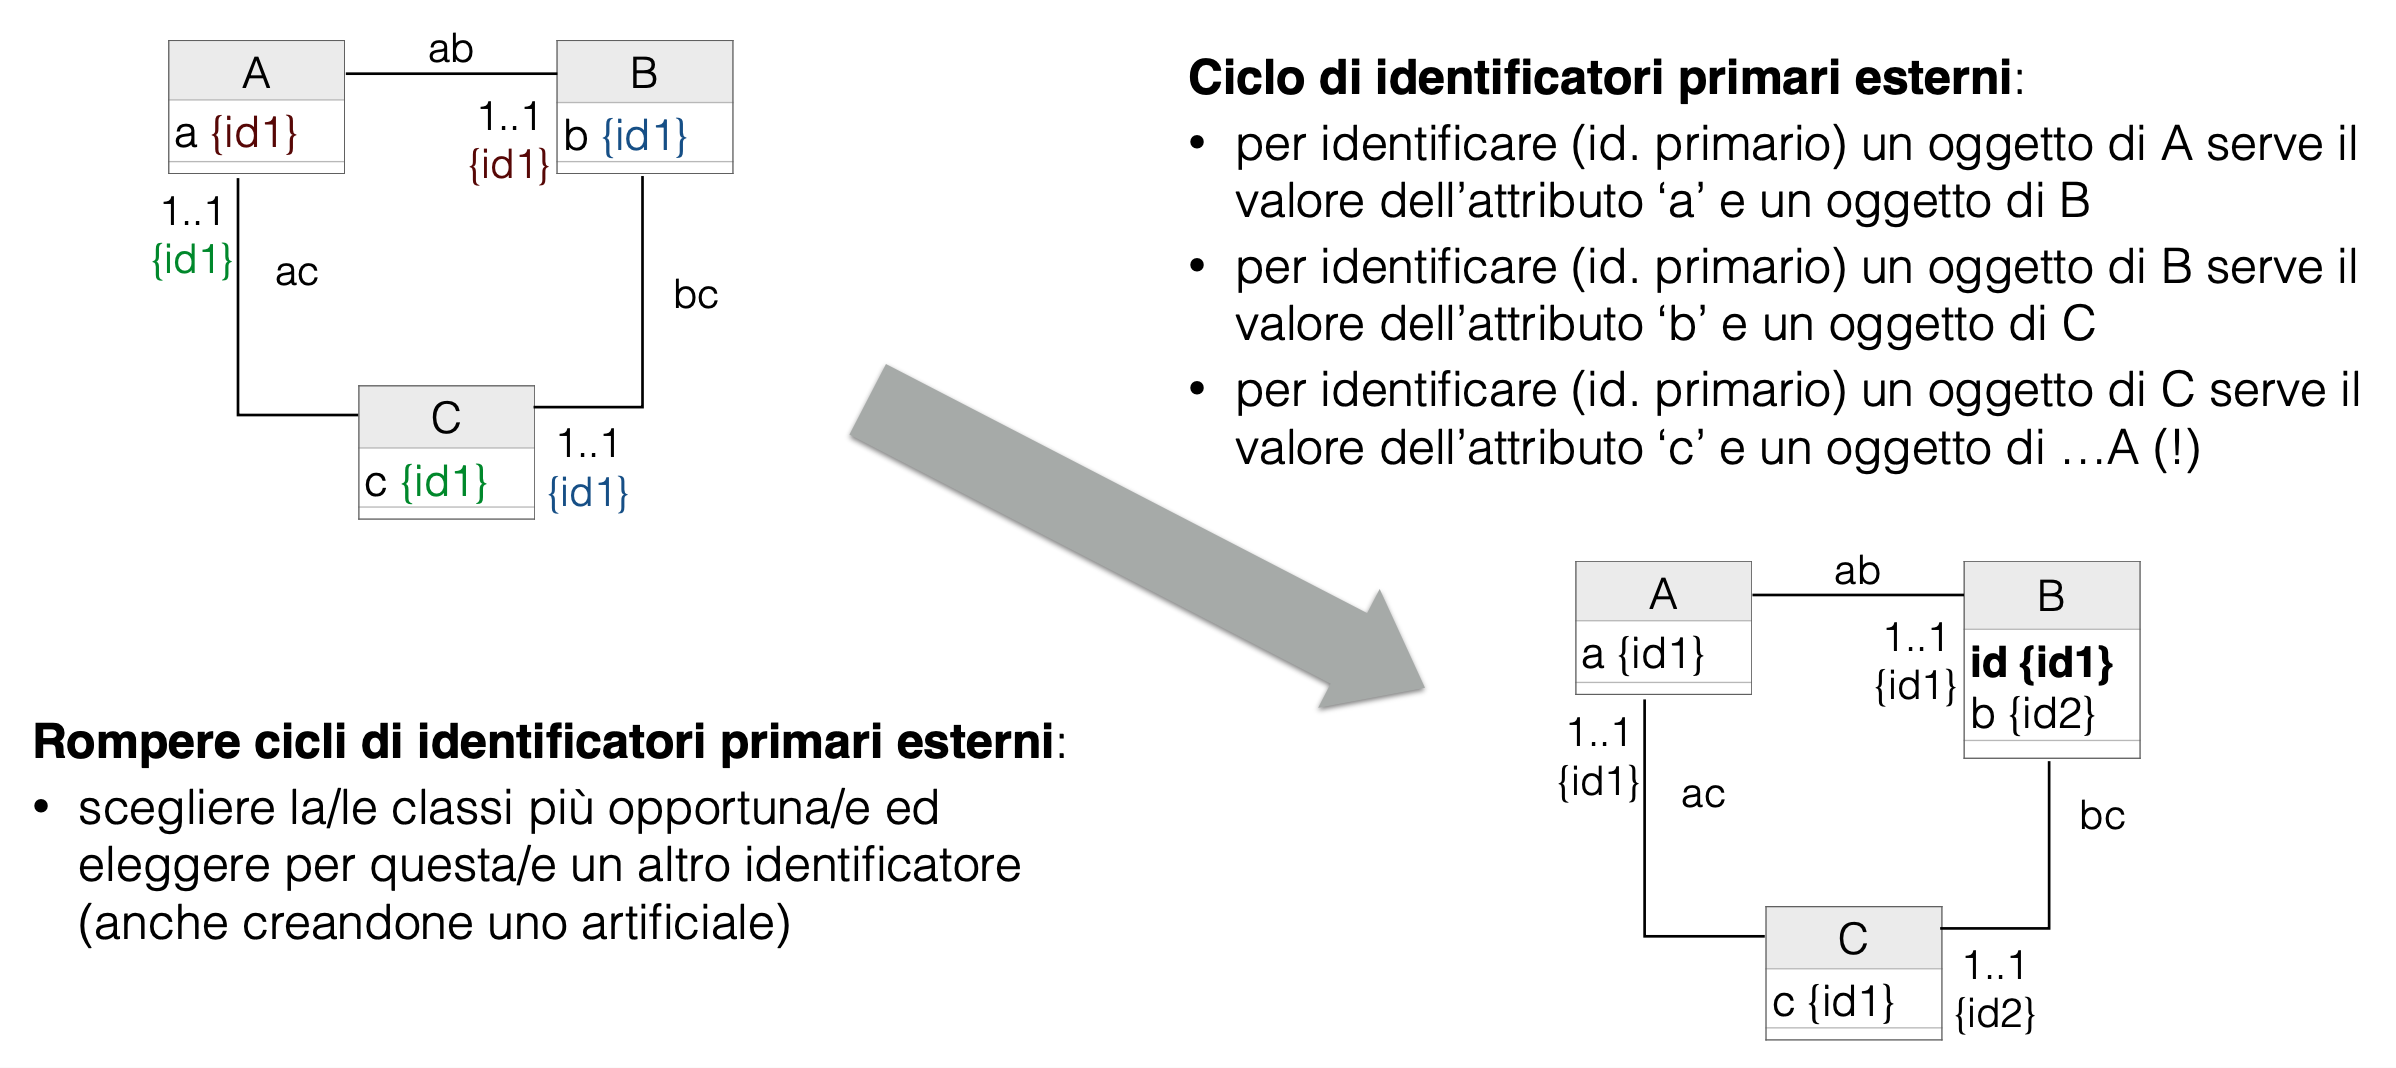 A
ab
B
a {id1}
1..1
{id1}
b {id1}
1..1
{id1}
ac
bc
C
c {id1}
1..1
{id1}
Ciclo di identificatori primari esterni:
• per identificare (id. primario) un oggetto di A serve il
valore dell’attributo ‘a’ e un oggetto di B
• per identificare (id. primario) un oggetto di B serve il
valore dell’attributo ‘b’ e un oggetto di C
• per identificare (id. primario) un oggetto di C serve il
valore dell’attributo ‘c’ e un oggetto di …A (!)
Rompere cicli di identificatori primari esterni:
• scegliere la/le classi più opportuna/e ed
eleggere per questa/e un altro identificatore
(anche creandone uno artificiale)
A
ab
B
a {id1}
1..1
{id1}
id {id1}
b {id2}
1..1
{id1}
ac
bc
C
c {id1}
1..1
{id2}